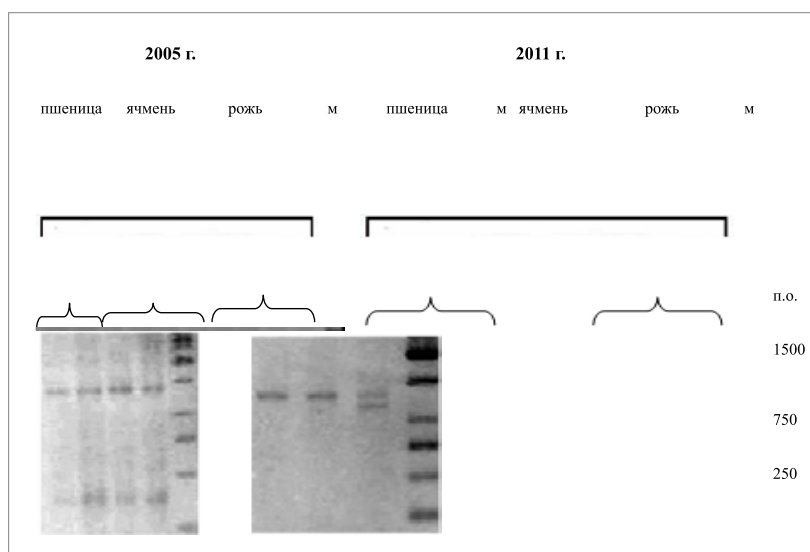 2005 г. 2011 г.
пшеница ячмень рожь м пшеница м ячмень рожь м
п.о.
1500
750
250